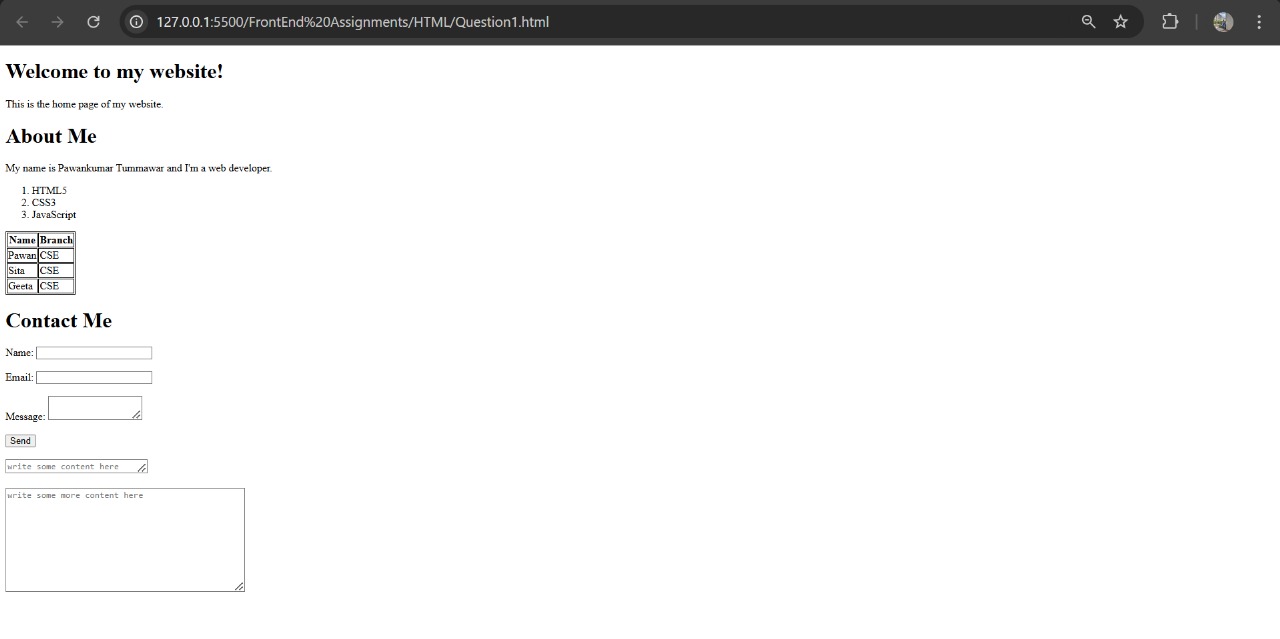 127.0.0.1:5500/FrontEnd%20Assignments/HTML/Question1.html
Welcome to my website!
This is the home page of my website.
About Me
My name is Pawankumar Tummawar and I'm a web developer.
1. HTML5
2. CSS3
3. JavaScript
Name Branch
Pawan CSE
Sita CSE
Geeta CSE
Contact Me
Name:
Email:
Message:
Send
write some content here
write some more content here